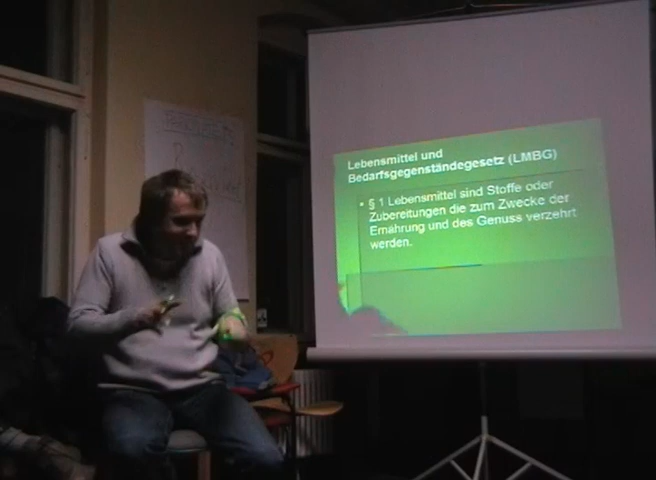 Lebensmittel und
Bedarfsgegenständegesetz (LMBG)
§ 1 Lebensmittel sind Stoffe oder
Zubereitungen die zum Zwecke der
Ernährung und des Genuss verzehrt
werden.